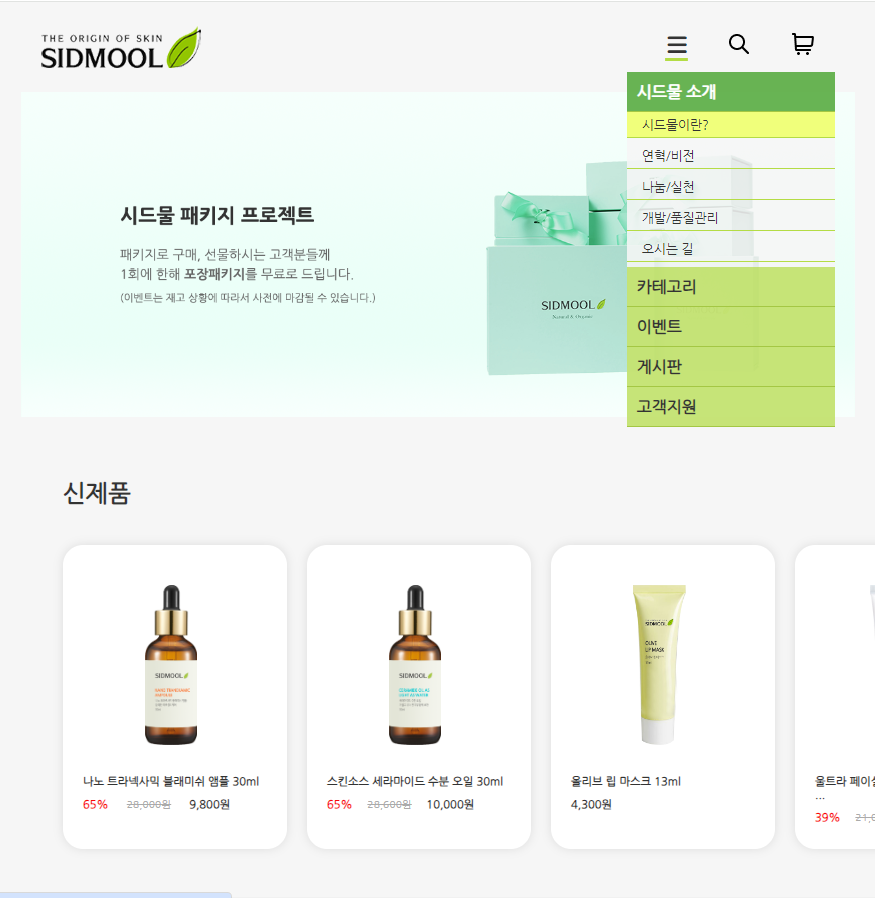 THE ORIGIN OF SKIN
SIDMOOL
시드물 소개
시드물이란?
연혁/비전
나눔/실천
개발/품질관리
오시는 길
카테고리
이벤트
게시판
고객지원
시드물 패키지 프로젝트
패키지로 구매, 선물하시는 고객분들께
1회에 한해 포장패키지를 무료로 드립니다.
(이벤트는 재고 상황에 따라서 사전에 마감될 수 있습니다.)
SIDMOOL
Natural & Organic
신제품
SIDMOOL
SIDMOOL
SIDMOOL
OLIVE
LIP MASK
나노 트라넥사믹 블래미쉬 앰플 30ml
65% 28,000원 9,800원
스킨소스 세라마이드 수분 오일 30ml
65% 28,600원 10,000원
올리브 립 마스크 13ml
4,300원
울트라
...
39%